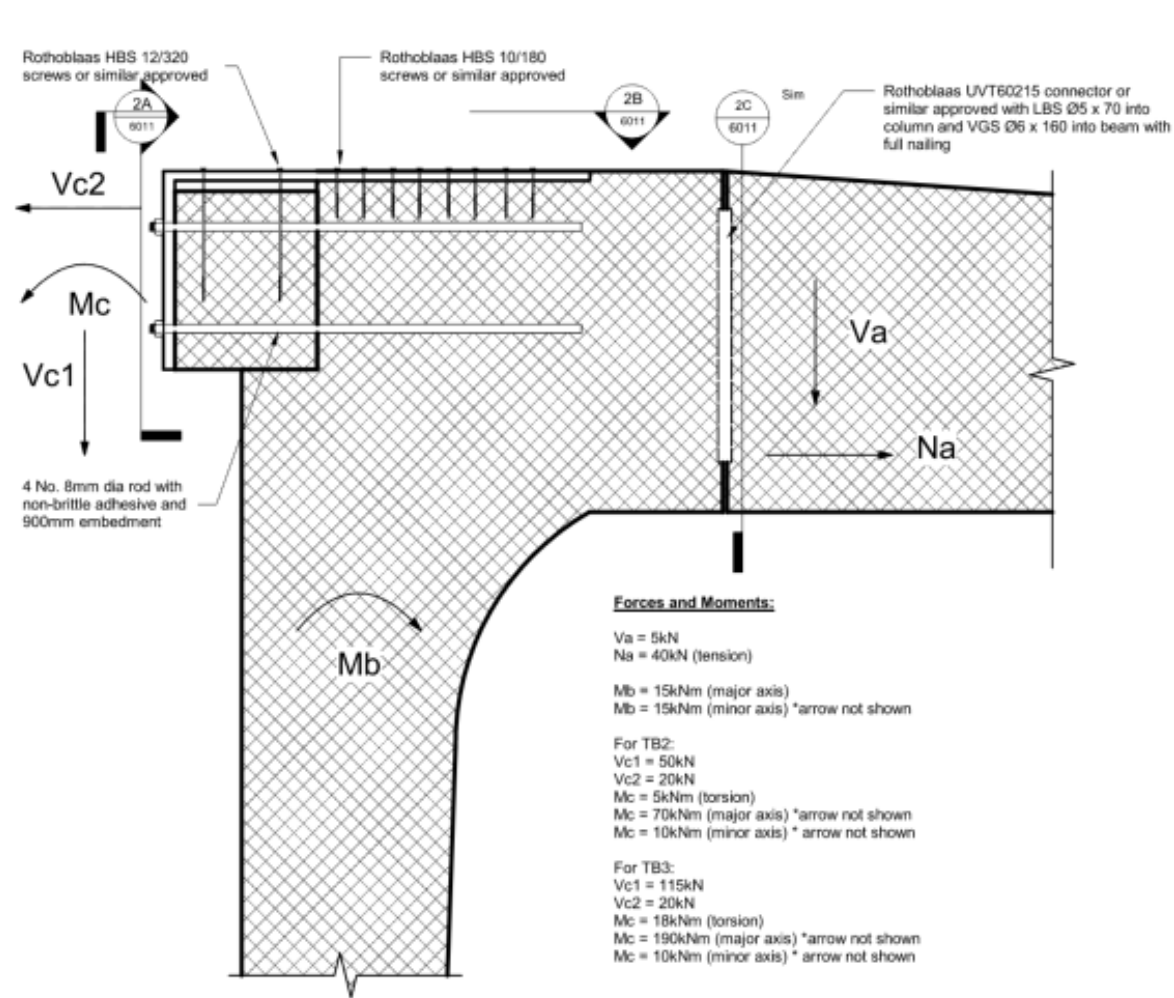 Rothoblaas HBS 12/320
screws or similar approved
Rothoblaas HBS 10/180
screws or similar approved
2A
6011
2B
6011
2C
6011
Sim
Rothoblaas UVT60215 connector or
similar approved with LBS Ø5 x 70 into
column and VGS Ø6 x 160 into beam with
full nailing
Vc2
Mc
Vc1
Va
Na
4 No. 8mm dia rod with
non-brittle adhesive and
900mm embedment
Mb
Forces and Moments:
Va = 5kN
Na = 40kN (tension)
Mb = 15kNm (major axis)
Mb = 15kNm (minor axis) *arrow not shown
For TB2:
Vc1 = 50kN
Vc2 = 20kN
Mc = 5kNm (torsion)
Mc = 70kNm (major axis) *arrow not shown
Mc = 10kNm (minor axis) * arrow not shown
For TB3:
Vc1 = 115kN
Vc2 = 20kN
Mc = 18kNm (torsion)
Mc = 190kNm (major axis) *arrow not shown
Mc = 10kNm (minor axis) * arrow not shown